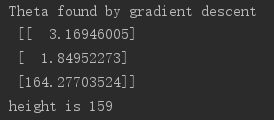 Theta found by gradient descent
[[  3.16946005]
[  1.84952273]
[164.27703524]]
height is 159